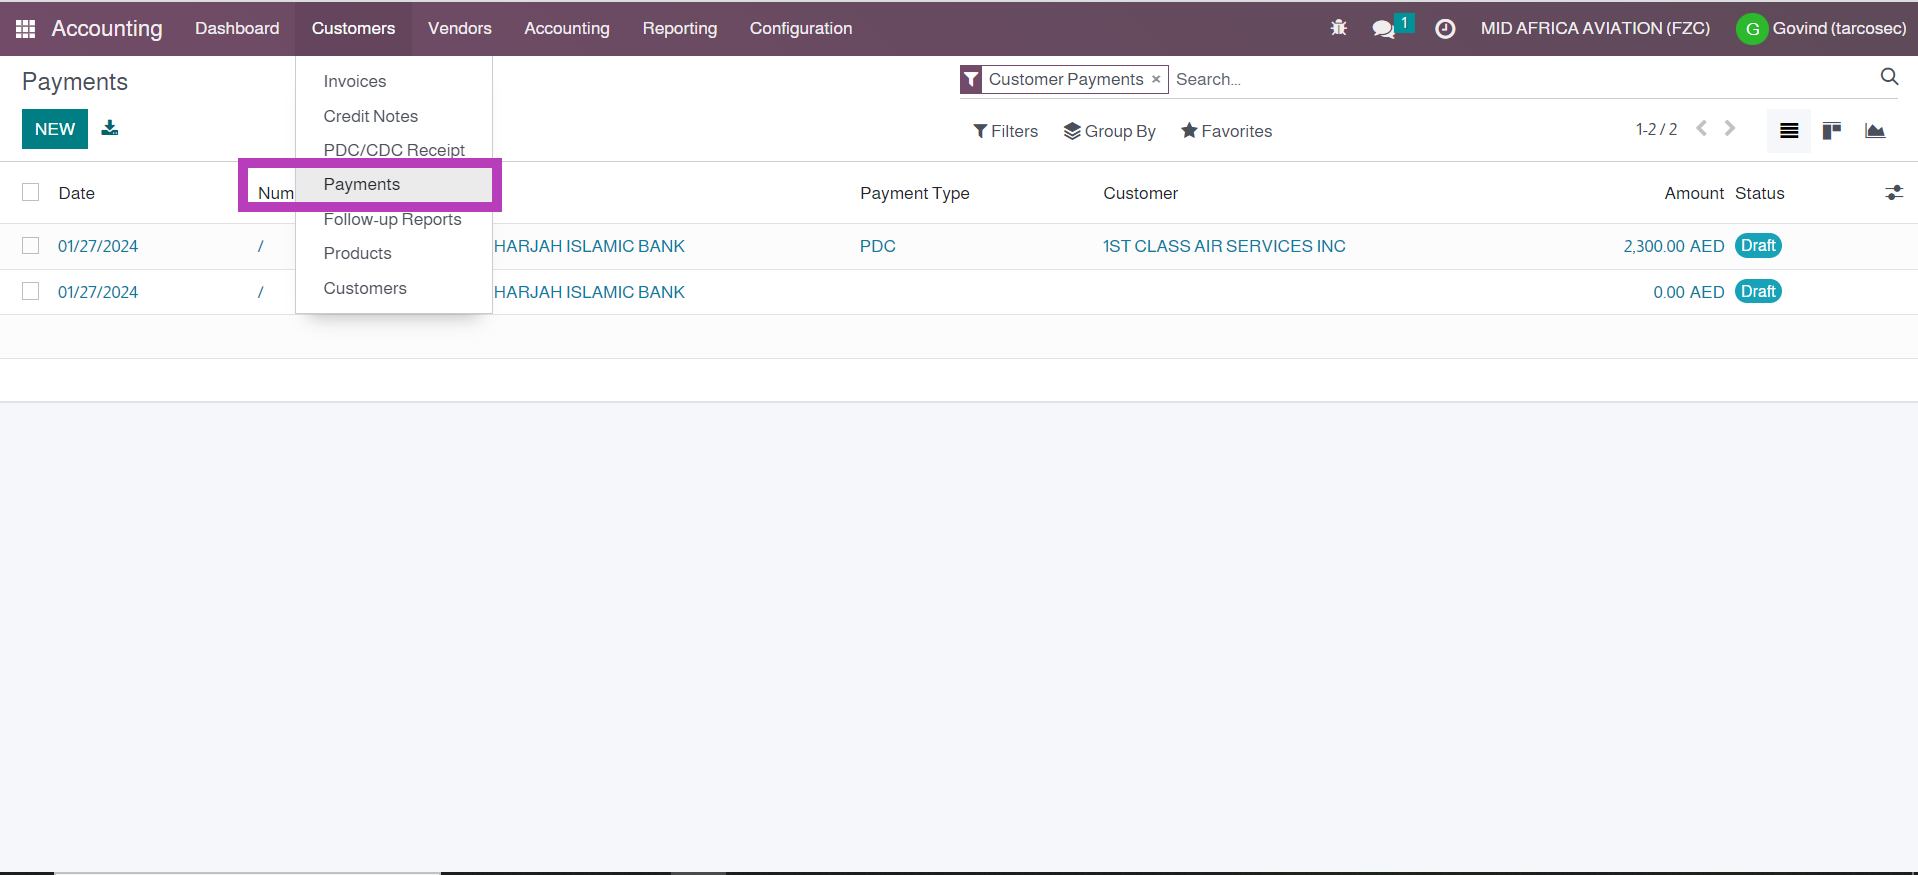 Accounting Dashboard Customers Vendors Accounting Reporting Configuration 1 MID AFRICA AVIATION (FZC) G Govind (tarcosec)
Payments
Customer Payments × Search...
NEW
Filters Group By Favorites 1-2 / 2
Invoices
Credit Notes
PDC/CDC Receipt
Payments
Follow-up Reports
Products
Customers
Date Num Payment Type Customer Amount Status
01/27/2024 / HARJAH ISLAMIC BANK PDC 1ST CLASS AIR SERVICES INC 2,300.00 AED Draft
01/27/2024 / HARJAH ISLAMIC BANK 0.00 AED Draft